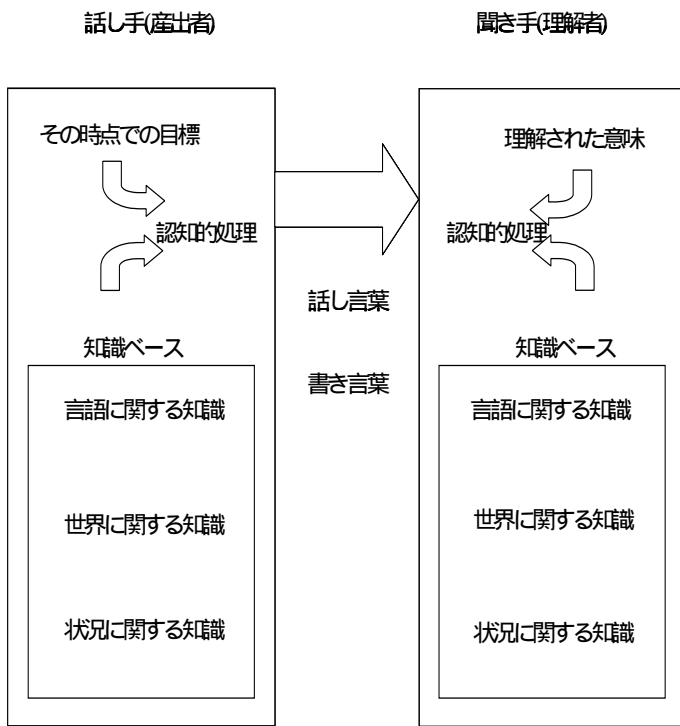 話し手(産出者)
聞き手(理解者)
その時点での目標
認知的処理
知識ベース
言語に関する知識
世界に関する知識
状況に関する知識
話し言葉
書き言葉
理解された意味
認知的処理
知識ベース
言語に関する知識
世界に関する知識
状況に関する知識